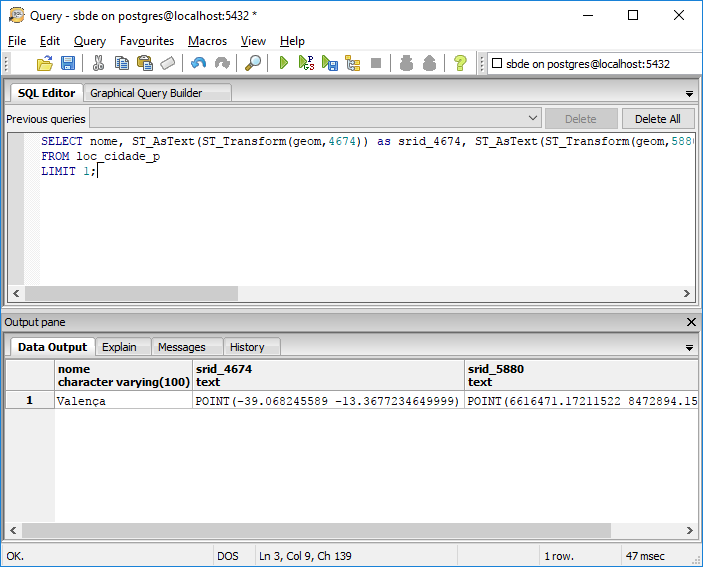 Query - sbde on postgres@localhost:5432 *
File Edit Query Favourites Macros View Help
sbde on postgres@localhost:5432
SQL Editor Graphical Query Builder
Previous queries Delete Delete All
SELECT nome, ST_AsText(ST_Transform(geom,4674)) as srid_4674, ST_AsText(ST_Transform(geom,5880
FROM loc_cidade_p
LIMIT 1;
Output pane
Data Output Explain Messages History
nome srid_4674 srid_5880
character varying(100) text text
1 Valença POINT(-39.068245589 -13.3677234649999) POINT(6616471.17211522 8472894.15
OK. DOS Ln 3, Col 9, Ch 139 1 row. 47 msec